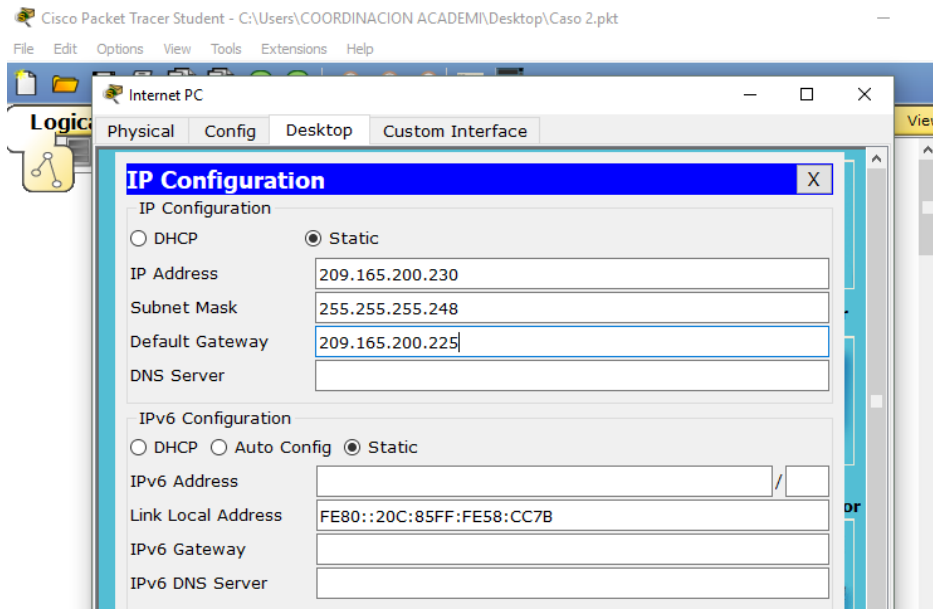 Cisco Packet Tracer Student - C:\Users\COORDINACION ACADEMI\Desktop\Caso 2.pkt
File Edit Options View Tools Extensions Help
Internet PC
Physical Config Desktop Custom Interface
IP Configuration X
IP Configuration
DHCP Static
IP Address 209.165.200.230
Subnet Mask 255.255.255.248
Default Gateway 209.165.200.225
DNS Server
IPv6 Configuration
DHCP Auto Config Static
IPv6 Address /
Link Local Address FE80::20C:85FF:FE58:CC7B
IPv6 Gateway
IPv6 DNS Server